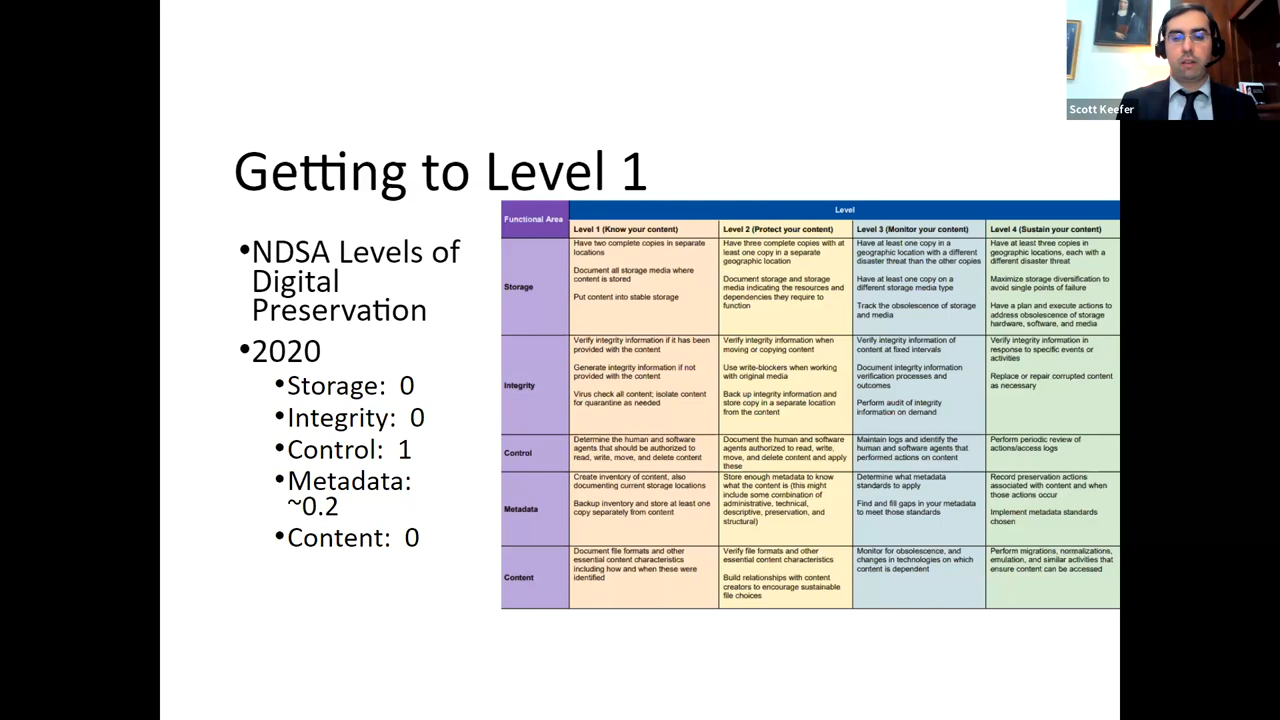 Scott Keefer
Getting to Level 1
•NDSA Levels of
Digital
Preservation
•2020
•Storage: 0
•Integrity: 0
•Control: 1
•Metadata:
~0.2
•Content: 0
Functional Area
Level
Level 1 (Know your content)
Level 2 (Protect your content)
Level 3 (Monitor your content)
Level 4 (Sustain your content)
Storage
Have two complete copies in separate
locations
Document all storage media where
content is stored
Put content into stable storage
Have three complete copies with at
least one copy in a separate
geographic location
Document storage and storage
media indicating the resources and
dependencies they require to
function
Have at least one copy in a
geographic location with a different
disaster threat than the other copies
Have at least one copy on a
different storage media type
Track the obsolescence of storage
and media
Have at least three copies in
geographic locations, each with a
different disaster threat
Maximize storage diversification to
avoid single points of failure
Have a plan and execute actions to
address obsolescence of storage
hardware, software, and media
Integrity
Verify integrity information if it has been
provided with the content
Generate integrity information if not
provided with the content
Virus check all content; isolate content
for quarantine as needed
Verify integrity information when
moving or copying content
Use write-blockers when working
with original media
Back up integrity information and
store copy in a separate location
from the content
Verify integrity information of
content at fixed intervals
Document integrity information
verification processes and
outcomes
Perform audit of integrity
information on demand
Verify integrity information in
response to specific events or
activities
Replace or repair corrupted content
as necessary
Control
Determine the human and software
agents that should be authorized to
read, write, move, and delete content
Document the human and software
agents authorized to read, write,
move, and delete content and apply
these
Maintain logs and identify the
human and software agents that
performed actions on content
Perform periodic review of
actions/access logs
Metadata
Create inventory of content, also
documenting current storage locations
Backup inventory and store at least one
copy separately from content
Store enough metadata to know
what the content is (this might
include some combination of
administrative, technical,
descriptive, preservation, and
structural)
Determine what metadata
standards to apply
Find and fill gaps in your metadata
to meet those standards
Record preservation actions
associated with content and when
those actions occur
Implement metadata standards
chosen
Content
Document file formats and other
essential content characteristics
including how and when these were
identified
Verify file formats and other
essential content characteristics
Build relationships with content
creators to encourage sustainable
file choices
Monitor for obsolescence, and
changes in technologies on which
content is dependent
Perform migrations, normalizations,
emulation, and similar activities that
ensure content can be accessed